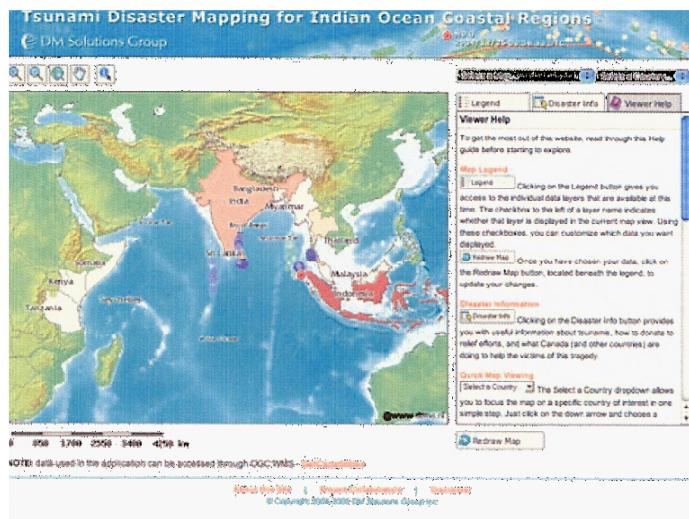 Tsunami Disaster Mapping for Indian Ocean Coastal Regions
DM Solutions Group
Legend
Disaster Info
Viewer Help
Viewer Help
To get the most out of this website, read through this Help
guide before starting to explore.
Map Legend
Legend Clicking on the Legend button gives you
access to the individual data layers that are available at this
time. The checkbox to the left of a layer name indicates
whether that layer is displayed in the current map view. Using
these checkboxes, you can customize which data you want
displayed.
Redraw Map Once you have chosen your data, click on
the Redraw Map button, located beneath the legend, to
update your changes.
Disaster Information
Disaster Info Clicking on the Disaster info button provides
you with useful information about tsunamis, how to donate to
relief efforts, and what Canada (and other countries) are
doing to help the victims of this tragedy.
Quick Map Viewing
Select a Country The Select a Country dropdown allows
you to focus the map on a specific country of interest in one
simple step. Just click on the down arrow and choose a
Redraw Map
Bangladesh
India
Myanmar
Thailand
Sri Lanka
Malaysia
Indonesia
Somalia
Kenya
Tanzania
0 850 1700 2550 3400 4250 km
NOTE: data used in the application can be accessed through OGC WMS -